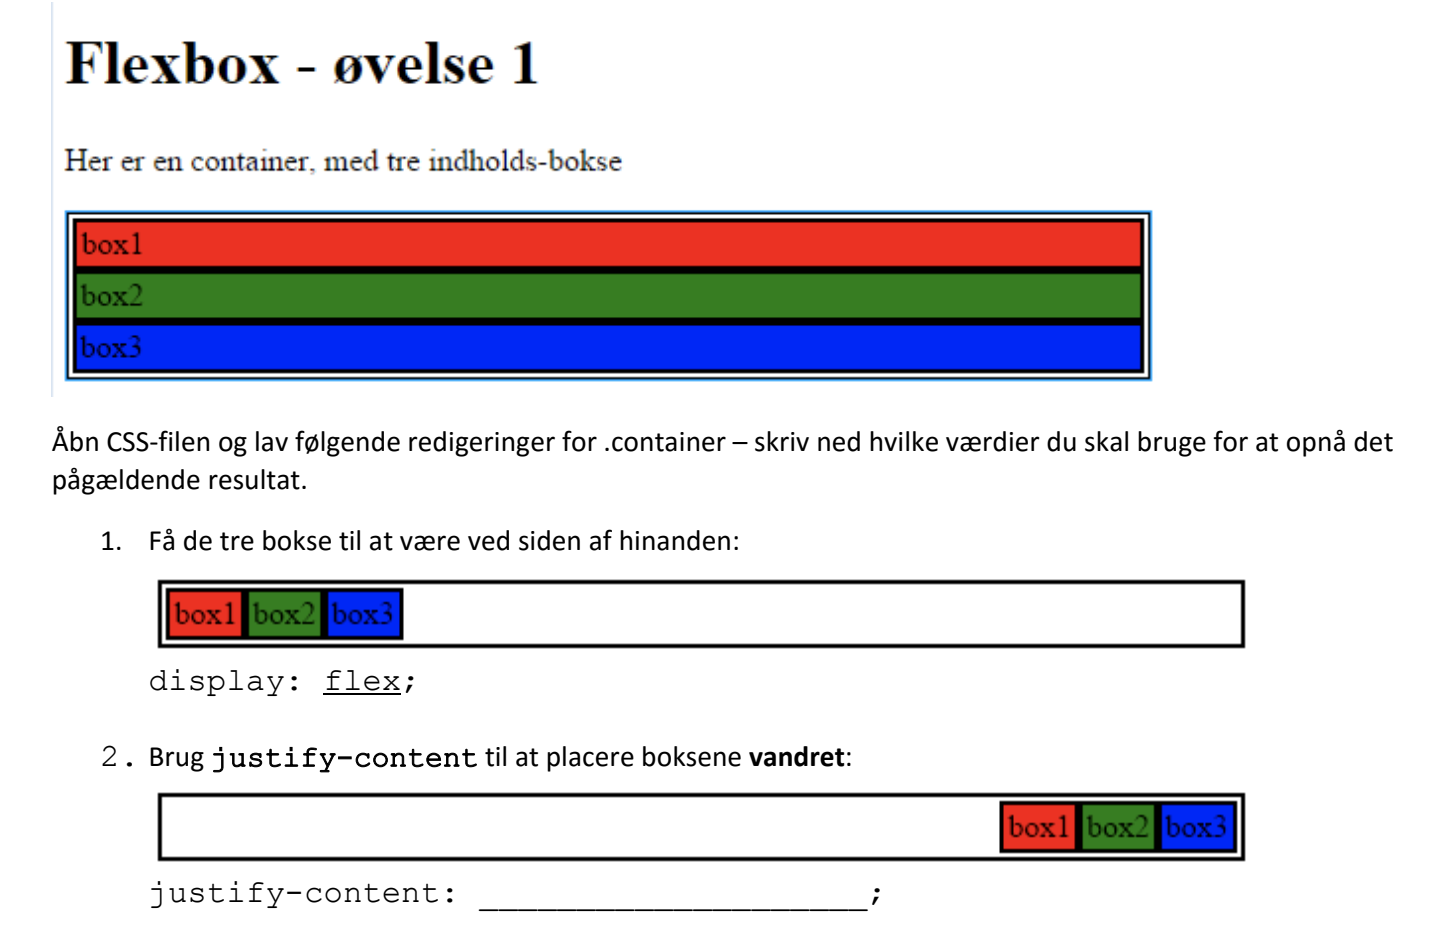 Flexbox - øvelse 1
Her er en container, med tre indholds-bokse
box1
box2
box3
Åbn CSS-filen og lav følgende redigeringer for .container – skriv ned hvilke værdier du skal bruge for at opnå det
pågældende resultat.
1. Få de tre bokse til at være ved siden af hinanden:
box1 box2 box3
display: flex;
2. Brug justify-content til at placere boksene vandret:
box1 box2 box3
justify-content: ____________________;